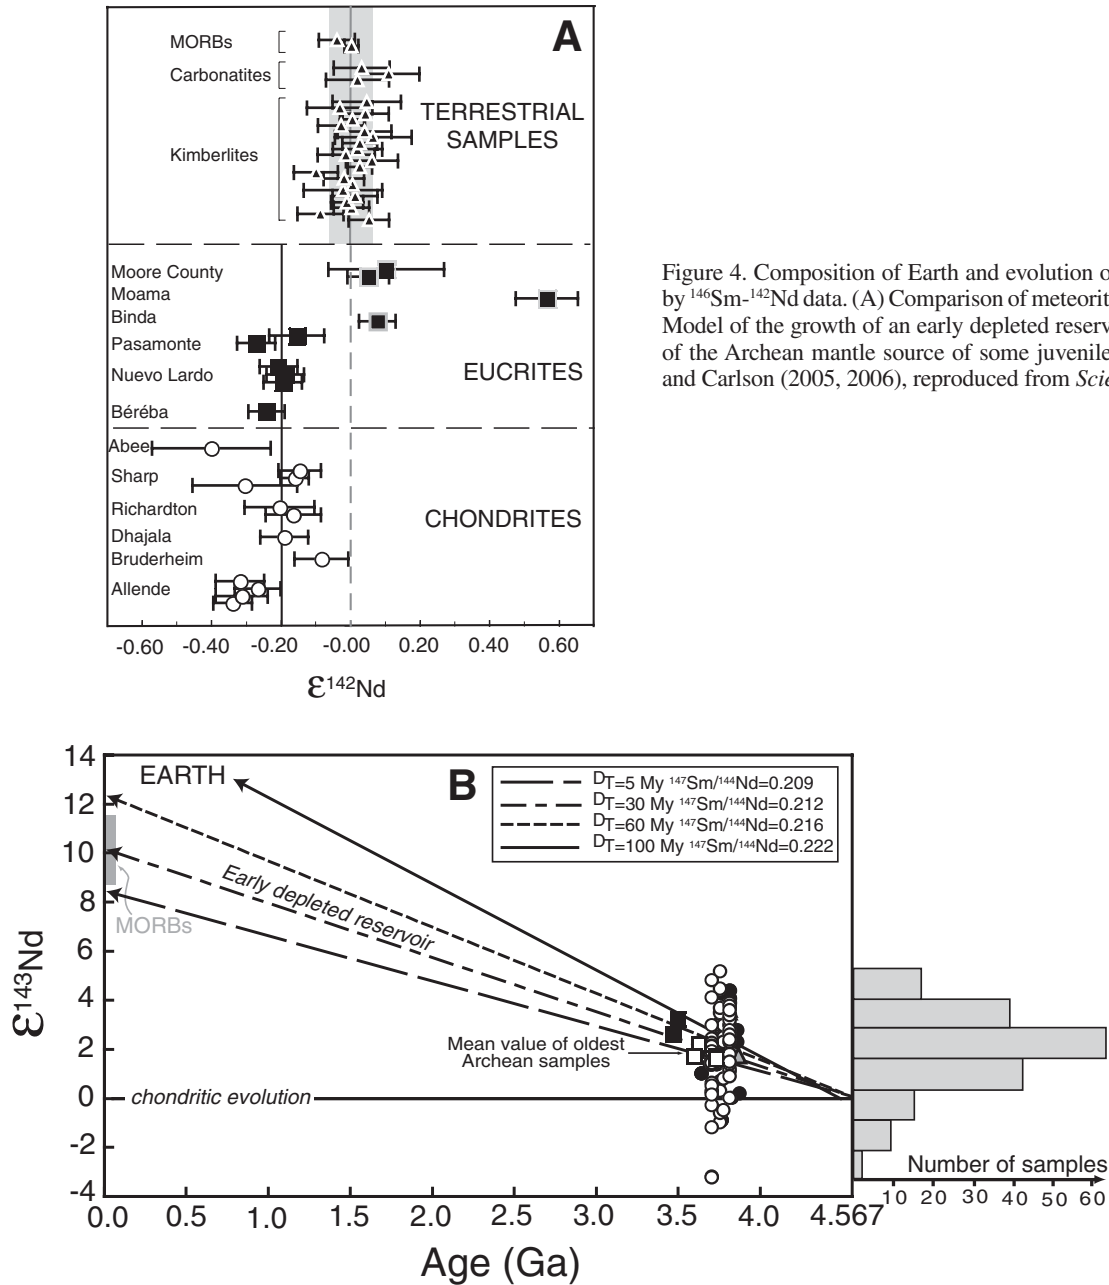 A
MORBs
Carbonatites
TERRESTRIAL
SAMPLES
Kimberlites
Moore County
Moama
Binda
Pasamonte
Nuevo Lardo
EUCRITES
Béréba
Abee
Sharp
Richardton
CHONDRITES
Dhajala
Bruderheim
Allende
-0.60 -0.40 -0.20 -0.00 0.20 0.40 0.60
ε¹⁴²Nd
Figure 4. Composition of Earth and evolution o
by ¹⁴⁶Sm-¹⁴²Nd data. (A) Comparison of meteorit
Model of the growth of an early depleted reserv
of the Archean mantle source of some juvenile
and Carlson (2005, 2006), reproduced from Scie
14
12
10
8
6
4
2
0
-2
-4
ε¹⁴³Nd
EARTH
B
DT=5 My ¹⁴⁷Sm/¹⁴⁴Nd=0.209
DT=30 My ¹⁴⁷Sm/¹⁴⁴Nd=0.212
DT=60 My ¹⁴⁷Sm/¹⁴⁴Nd=0.216
DT=100 My ¹⁴⁷Sm/¹⁴⁴Nd=0.222
Early depleted reservoir
MORBs
Mean value of oldest
Archean samples
chondritic evolution
Number of samples
10 20 30 40 50 60
0.0 0.5 1.0 1.5 2.0 2.5 3.0 3.5 4.0 4.567
Age (Ga)